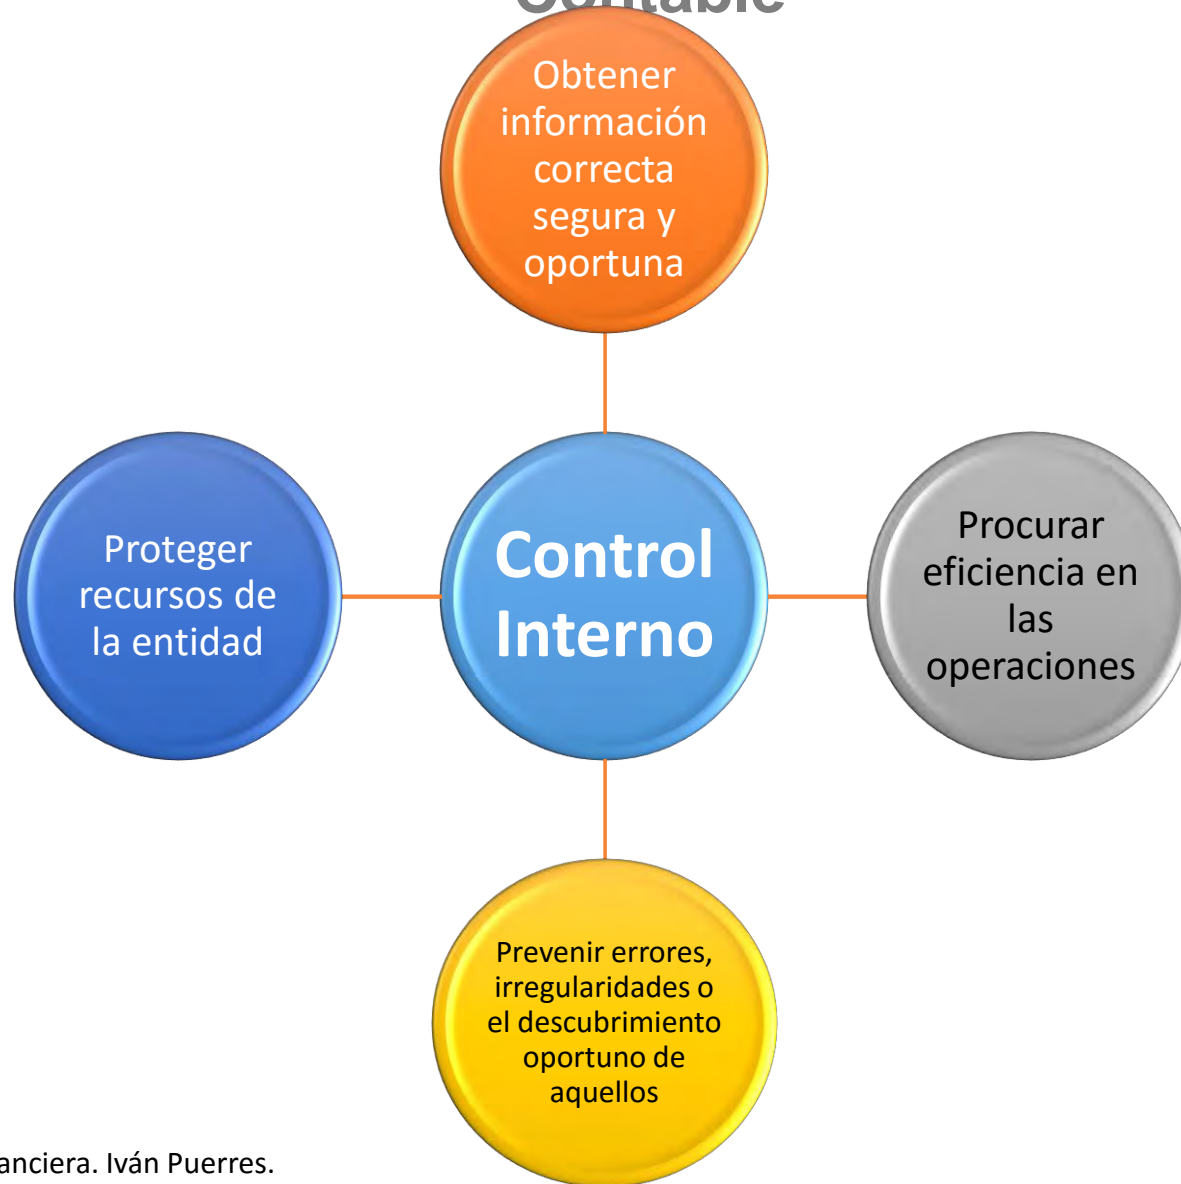 Obtener
información
correcta
segura y
oportuna
Proteger
recursos de
la entidad
Control
Interno
Procurar
eficiencia en
las
operaciones
Prevenir errores,
irregularidades o
el descubrimiento
oportuno de
aquellos
anciera. Iván Puerres.